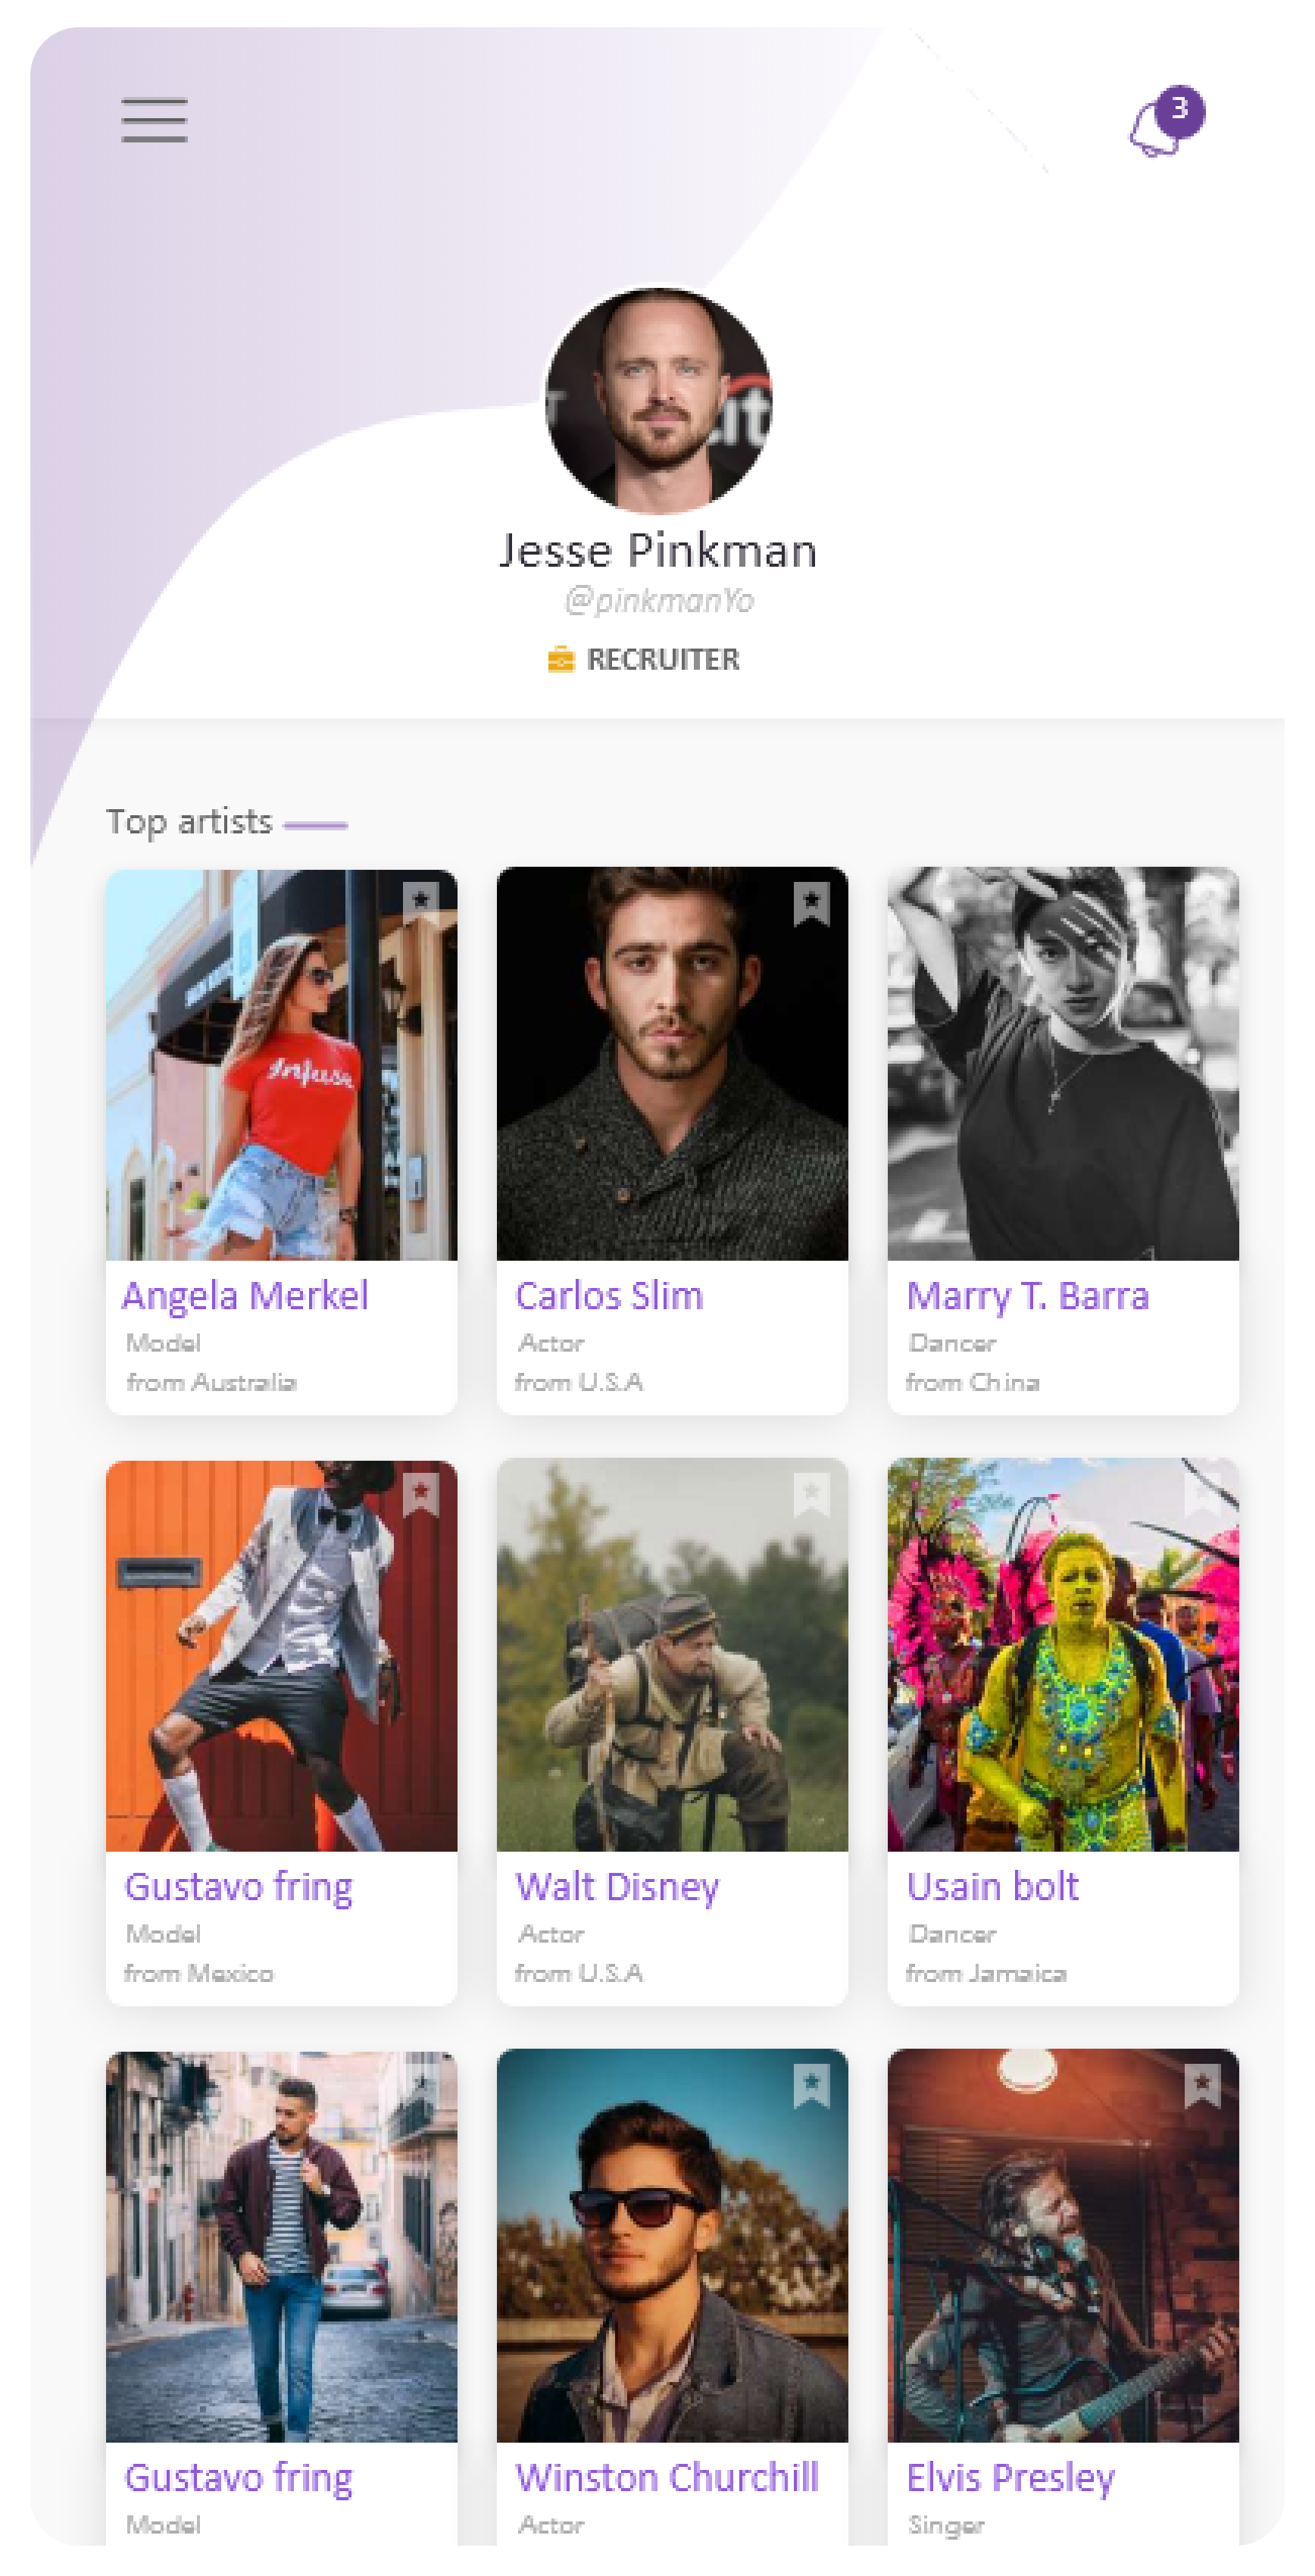 3
Jesse Pinkman
@pinkmanYo
RECRUITER
Top artists
Infuse
Angela Merkel
Model
from Australia
Carlos Slim
Actor
from U.S.A
Marry T. Barra
Dancer
from China
Gustavo fring
Model
from Mexico
Walt Disney
Actor
from U.S.A
Usain bolt
Dancer
from Jamaica
Gustavo fring
Model
Winston Churchill
Actor
Elvis Presley
Singer